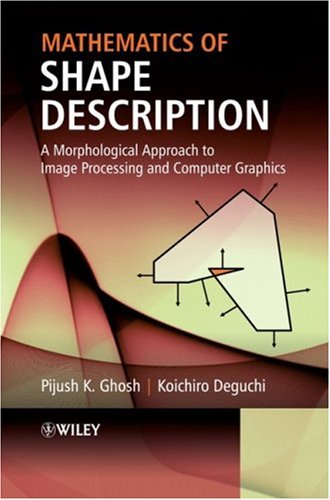 MATHEMATICS OF
SHAPE
DESCRIPTION
A Morphological Approach to
Image Processing and Computer Graphics
Pijush K. Ghosh | Koichiro Deguchi
WILEY